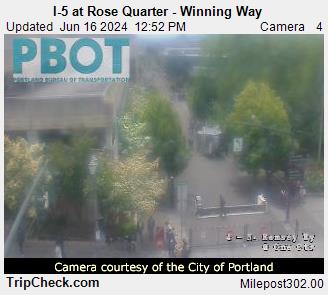 I-5 at Rose Quarter - Winning Way
Updated Jun 16 2024 12:52 PM Camera 4
PBOT
PORTLAND BUREAU OF TRANSPORTATION
Camera courtesy of the City of Portland
TripCheck.com Milepost302.00